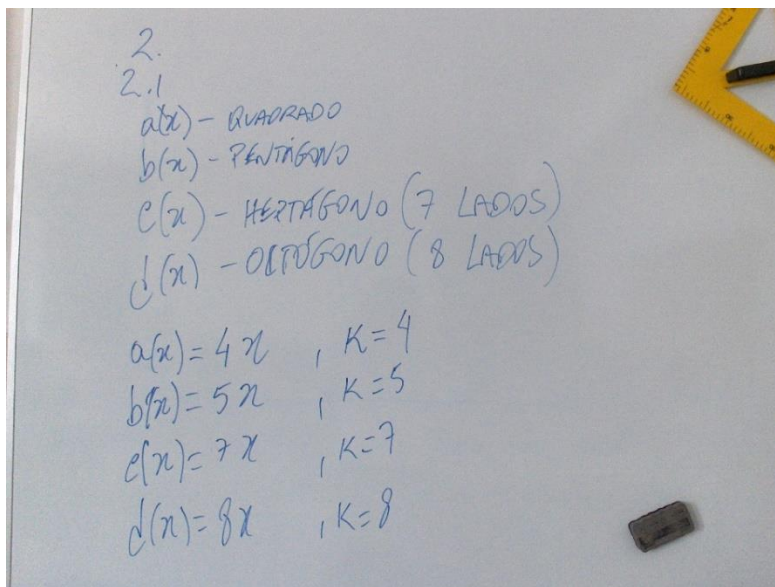 2.
2.1
a(x) - QUADRADO
b(x) - PENTÁGONO
c(x) - HEPTÁGONO (7 LADOS)
d(x) - OCTÓGONO (8 LADOS)
a(x) = 4x , K=4
b(x) = 5x , K=5
c(x) = 7x , K=7
d(x) = 8x , K=8